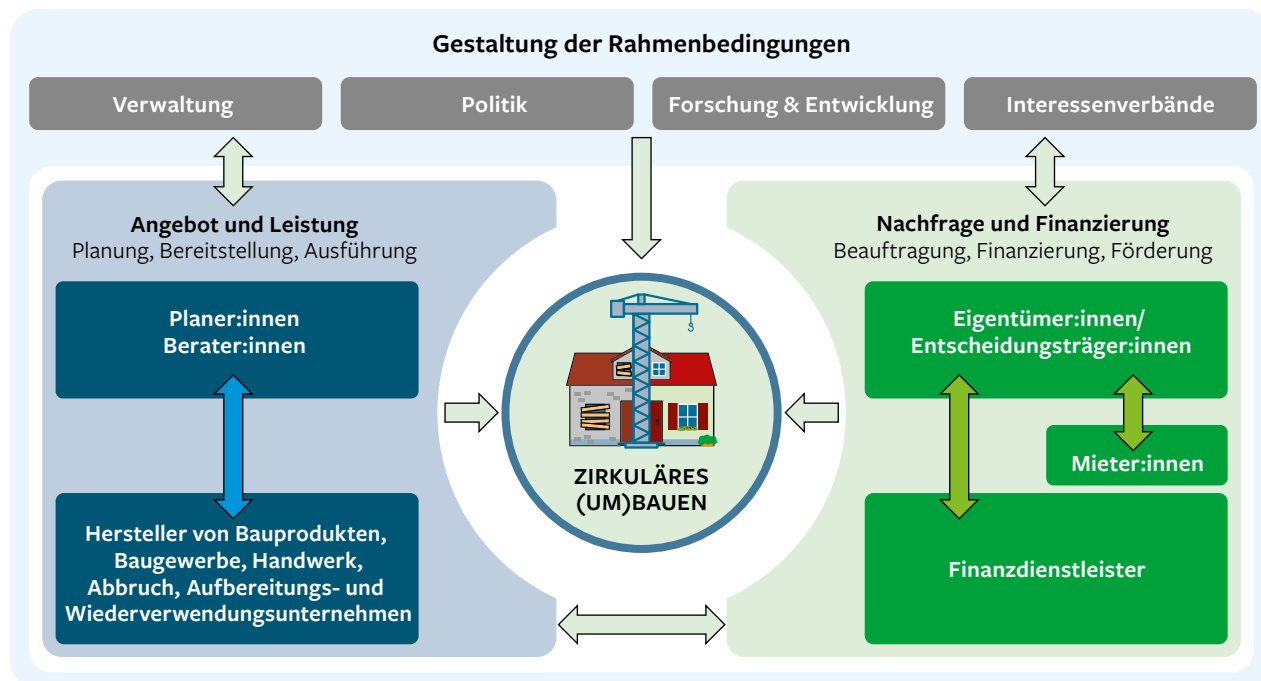 Gestaltung der Rahmenbedingungen
Verwaltung
Politik
Forschung & Entwicklung
Interessenverbände
Angebot und Leistung
Planung, Bereitstellung, Ausführung
Planer:innen
Berater:innen
Hersteller von Bauprodukten,
Baugewerbe, Handwerk,
Abbruch, Aufbereitungs- und
Wiederverwendungsunternehmen
ZIRKULÄRES
(UM)BAUEN
Nachfrage und Finanzierung
Beauftragung, Finanzierung, Förderung
Eigentümer:innen/
Entscheidungsträger:innen
Mieter:innen
Finanzdienstleister